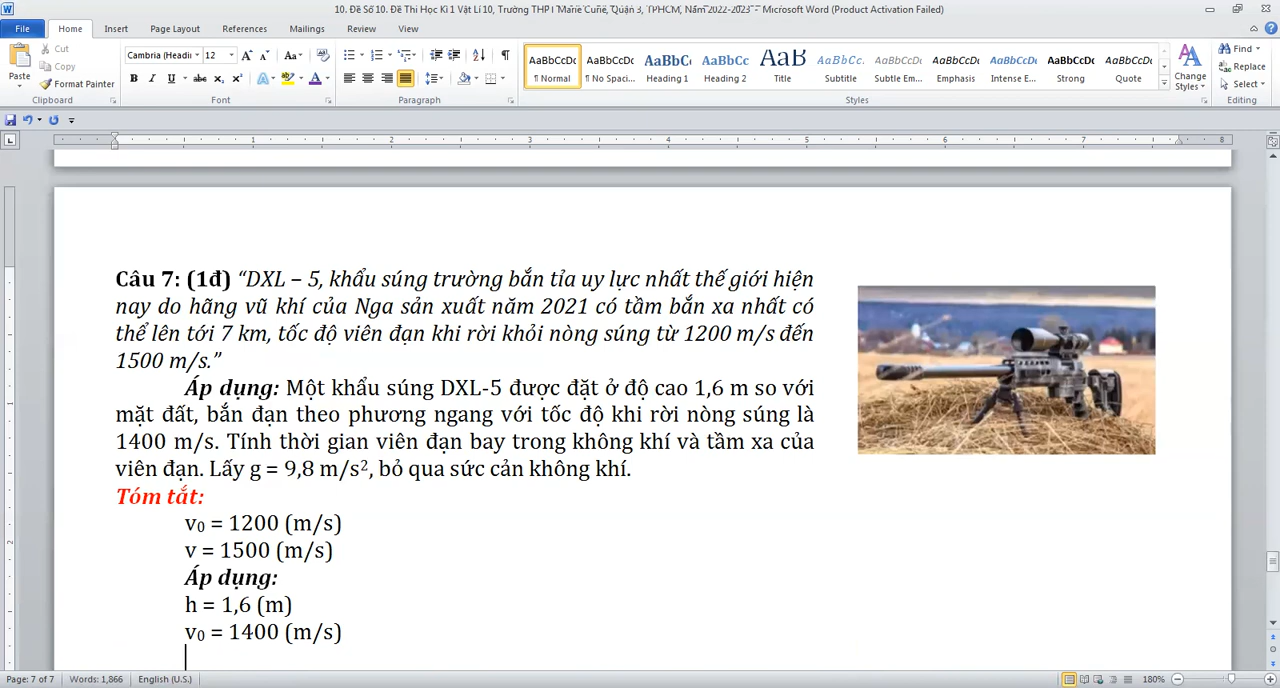 10. Đề Số 10. Đề Thi Học Kì 1 Vật Lí 10, Trường THPT Marie Curie, Quận 3, TPHCM, Năm 2022-2023 - Microsoft Word (Product Activation Failed)
File Home Insert Page Layout References Mailings Review View
Cut
Copy
Format Painter
Paste
Clipboard
Cambria (Headi 12
Font
Paragraph
AaBbCcDc AaBbCcDc AaBbC AaBbCc AaB AaBbCc. AaBbCcDc AaBbCcDc AaBbCcDc AaBbCcDc AaBbCcDc
¶ Normal ¶ No Spaci... Heading 1 Heading 2 Title Subtitle Subtle Em... Emphasis Intense E... Strong Quote
Styles
Change
Styles
Find
Replace
Select
Editing
1 2 3 4 5 6 7 8
Câu 7: (1đ) “DXL – 5, khẩu súng trường bắn tỉa uy lực nhất thế giới hiện
nay do hãng vũ khí của Nga sản xuất năm 2021 có tầm bắn xa nhất có
thể lên tới 7 km, tốc độ viên đạn khi rời khỏi nòng súng từ 1200 m/s đến
1500 m/s.”
Áp dụng: Một khẩu súng DXL-5 được đặt ở độ cao 1,6 m so với
mặt đất, bắn đạn theo phương ngang với tốc độ khi rời nòng súng là
1400 m/s. Tính thời gian viên đạn bay trong không khí và tầm xa của
viên đạn. Lấy g = 9,8 m/s², bỏ qua sức cản không khí.
Tóm tắt:
v₀ = 1200 (m/s)
v = 1500 (m/s)
Áp dụng:
h = 1,6 (m)
v₀ = 1400 (m/s)
Page: 7 of 7 Words: 1,866 English (U.S.) 180%